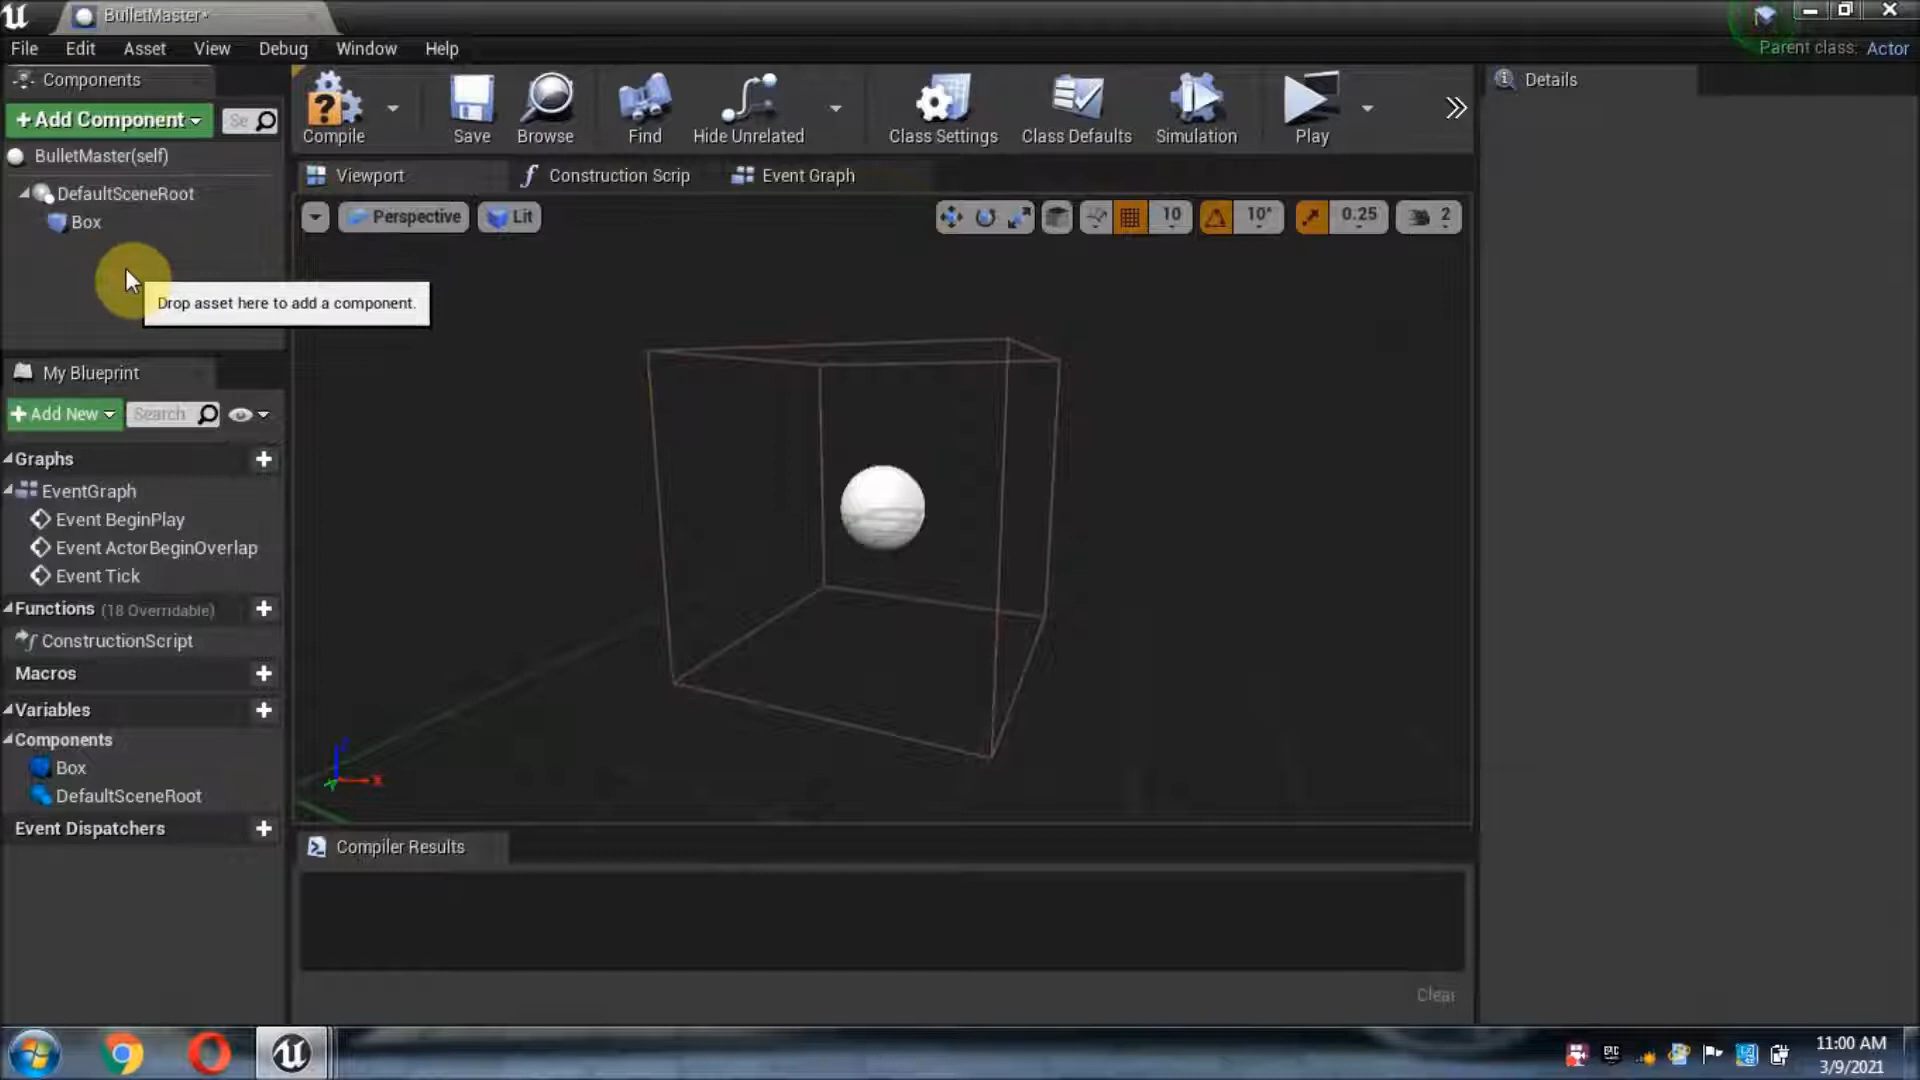 BulletMaster*
File Edit Asset View Debug Window Help
Parent class: Actor
Components
+Add Component
Se
BulletMaster(self)
DefaultSceneRoot
Box
Drop asset here to add a component.
Compile
Save
Browse
Find
Hide Unrelated
Class Settings
Class Defaults
Simulation
Play
Details
Viewport
Construction Scrip
Event Graph
Perspective
Lit
10
10°
0.25
2
My Blueprint
+Add New
Search
Graphs
EventGraph
Event BeginPlay
Event ActorBeginOverlap
Event Tick
Functions (18 Overridable)
ConstructionScript
Macros
Variables
Components
Box
DefaultSceneRoot
Event Dispatchers
Compiler Results
Clear
11:00 AM
3/9/2021